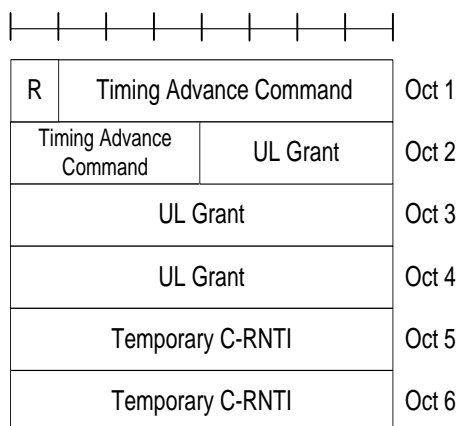 R Timing Advance Command Oct 1
Timing Advance
Command UL Grant Oct 2
UL Grant Oct 3
UL Grant Oct 4
Temporary C-RNTI Oct 5
Temporary C-RNTI Oct 6